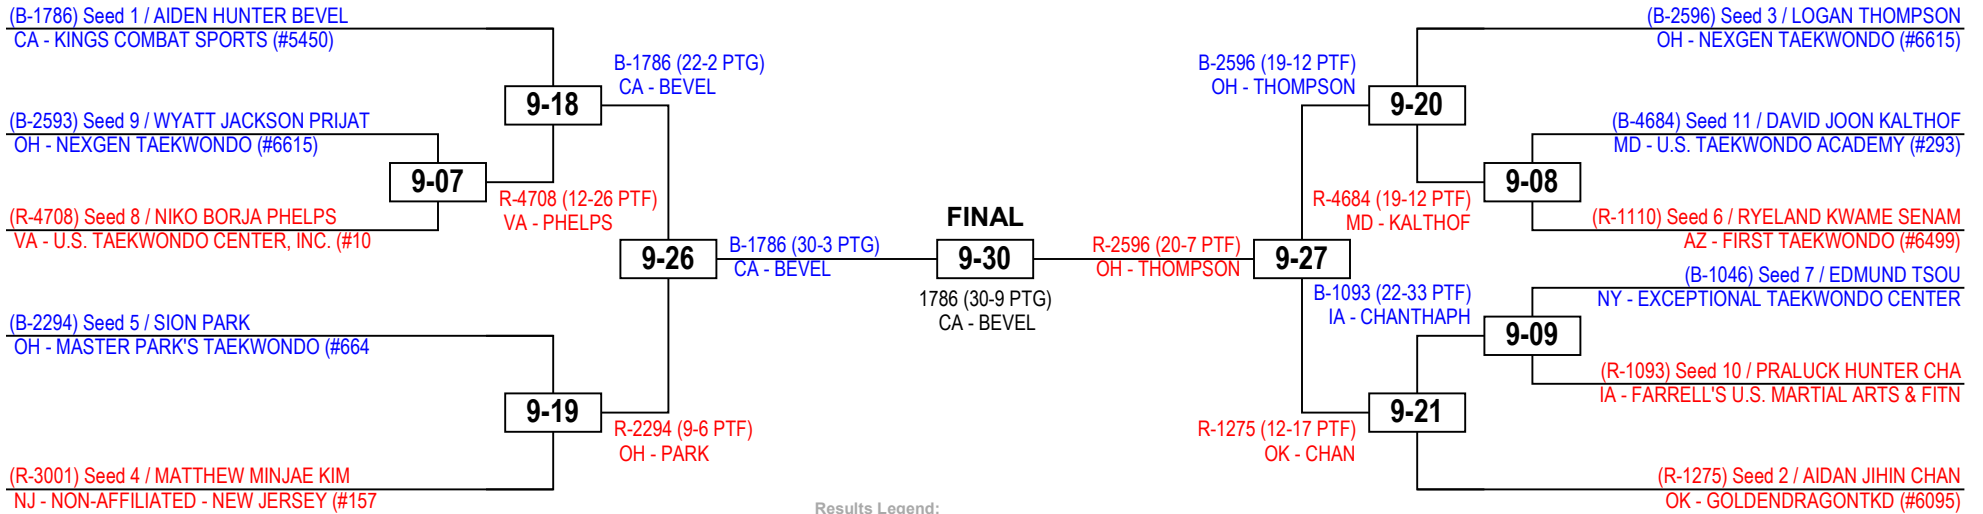 (B-1786) Seed 1 / AIDEN HUNTER BEVEL
CA - KINGS COMBAT SPORTS (#5450)
B-1786 (22-2 PTG)
CA - BEVEL
9-18
(B-2593) Seed 9 / WYATT JACKSON PRIJAT
OH - NEXGEN TAEKWONDO (#6615)
9-07
R-4708 (12-26 PTF)
VA - PHELPS
(R-4708) Seed 8 / NIKO BORJA PHELPS
VA - U.S. TAEKWONDO CENTER, INC. (#10
9-26
B-1786 (30-3 PTG)
CA - BEVEL
(B-2294) Seed 5 / SION PARK
OH - MASTER PARK'S TAEKWONDO (#664
9-19
R-2294 (9-6 PTF)
OH - PARK
(R-3001) Seed 4 / MATTHEW MINJAE KIM
NJ - NON-AFFILIATED - NEW JERSEY (#157
FINAL
9-30
1786 (30-9 PTG)
CA - BEVEL
Results Legend:
(B-2596) Seed 3 / LOGAN THOMPSON
OH - NEXGEN TAEKWONDO (#6615)
B-2596 (19-12 PTF)
OH - THOMPSON
9-20
(B-4684) Seed 11 / DAVID JOON KALTHOF
MD - U.S. TAEKWONDO ACADEMY (#293)
9-08
R-4684 (19-12 PTF)
MD - KALTHOF
(R-1110) Seed 6 / RYELAND KWAME SENAM
AZ - FIRST TAEKWONDO (#6499)
R-2596 (20-7 PTF)
OH - THOMPSON
9-27
(B-1046) Seed 7 / EDMUND TSOU
NY - EXCEPTIONAL TAEKWONDO CENTER
B-1093 (22-33 PTF)
IA - CHANTHAPH
9-09
(R-1093) Seed 10 / PRALUCK HUNTER CHA
IA - FARRELL'S U.S. MARTIAL ARTS & FITN
9-21
R-1275 (12-17 PTF)
OK - CHAN
(R-1275) Seed 2 / AIDAN JIHIN CHAN
OK - GOLDENDRAGONTKD (#6095)